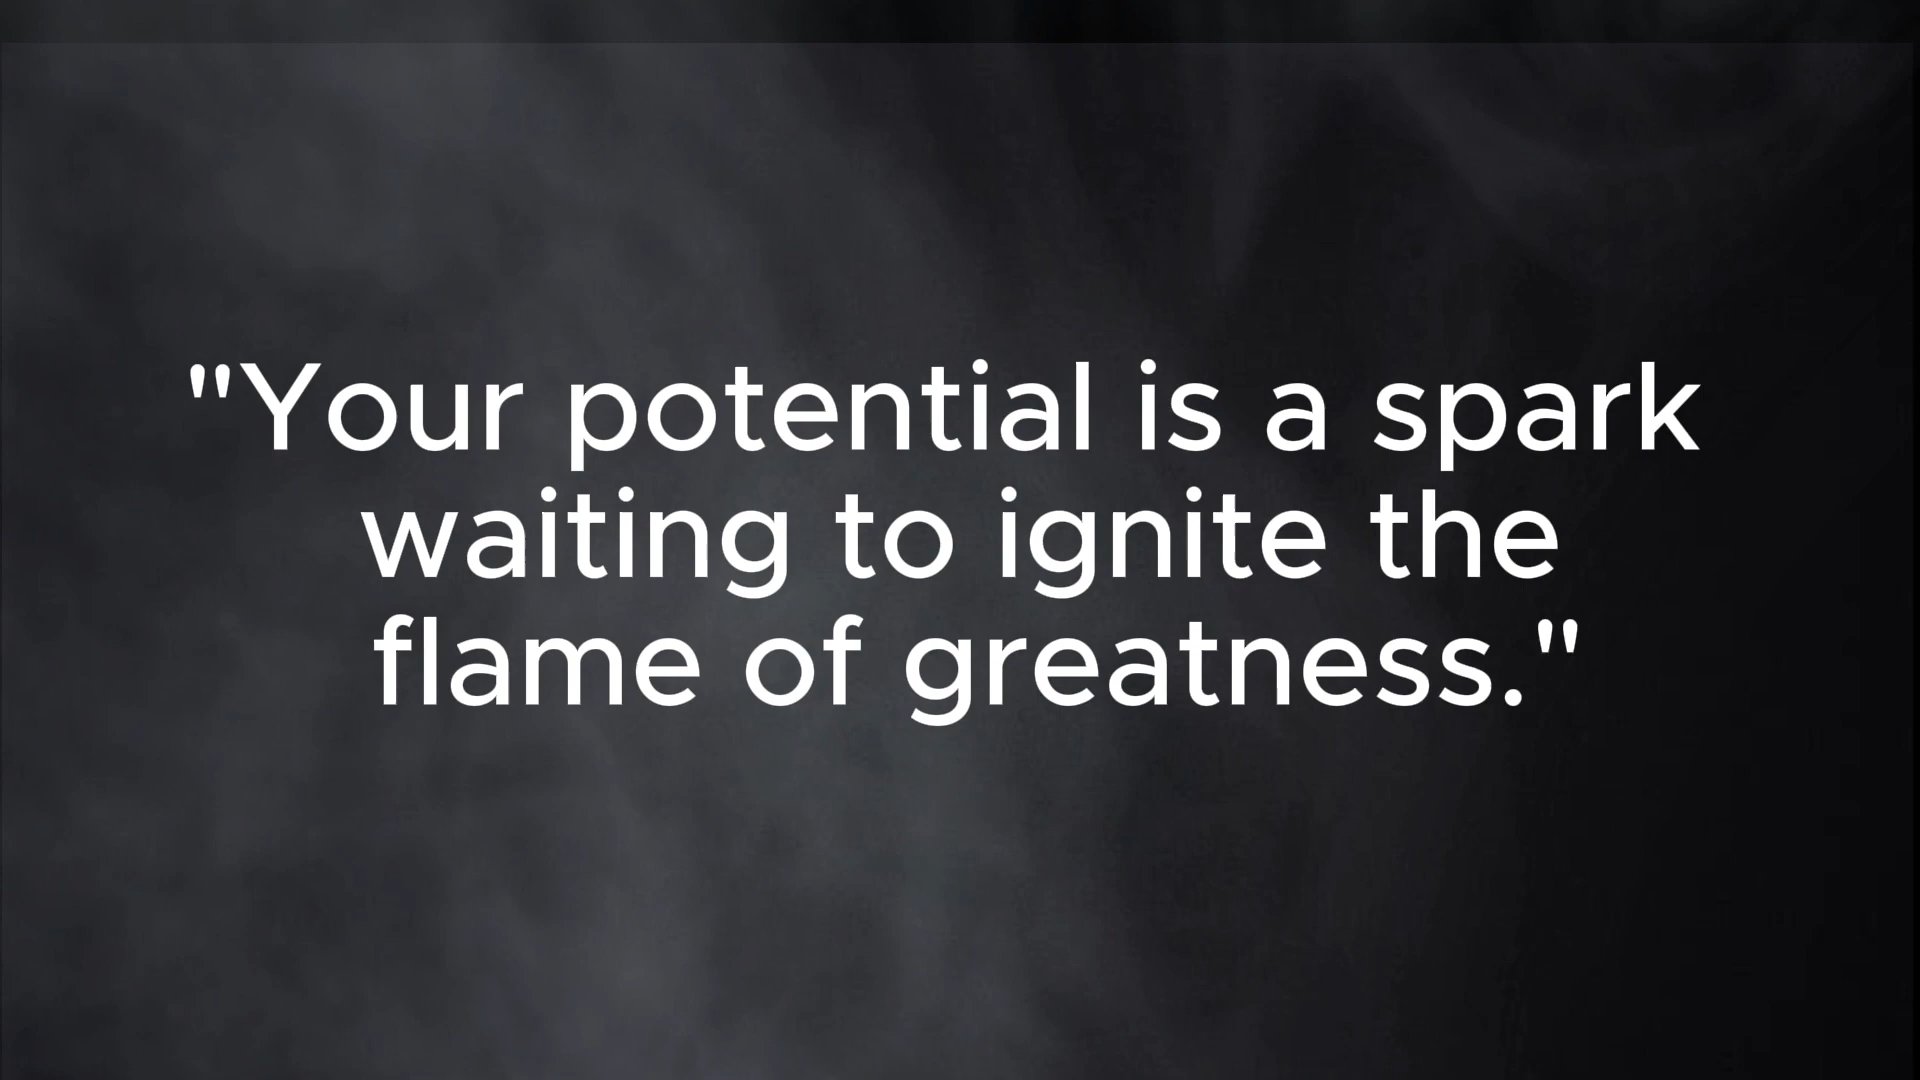 "Your potential is a spark
waiting to ignite the
flame of greatness."